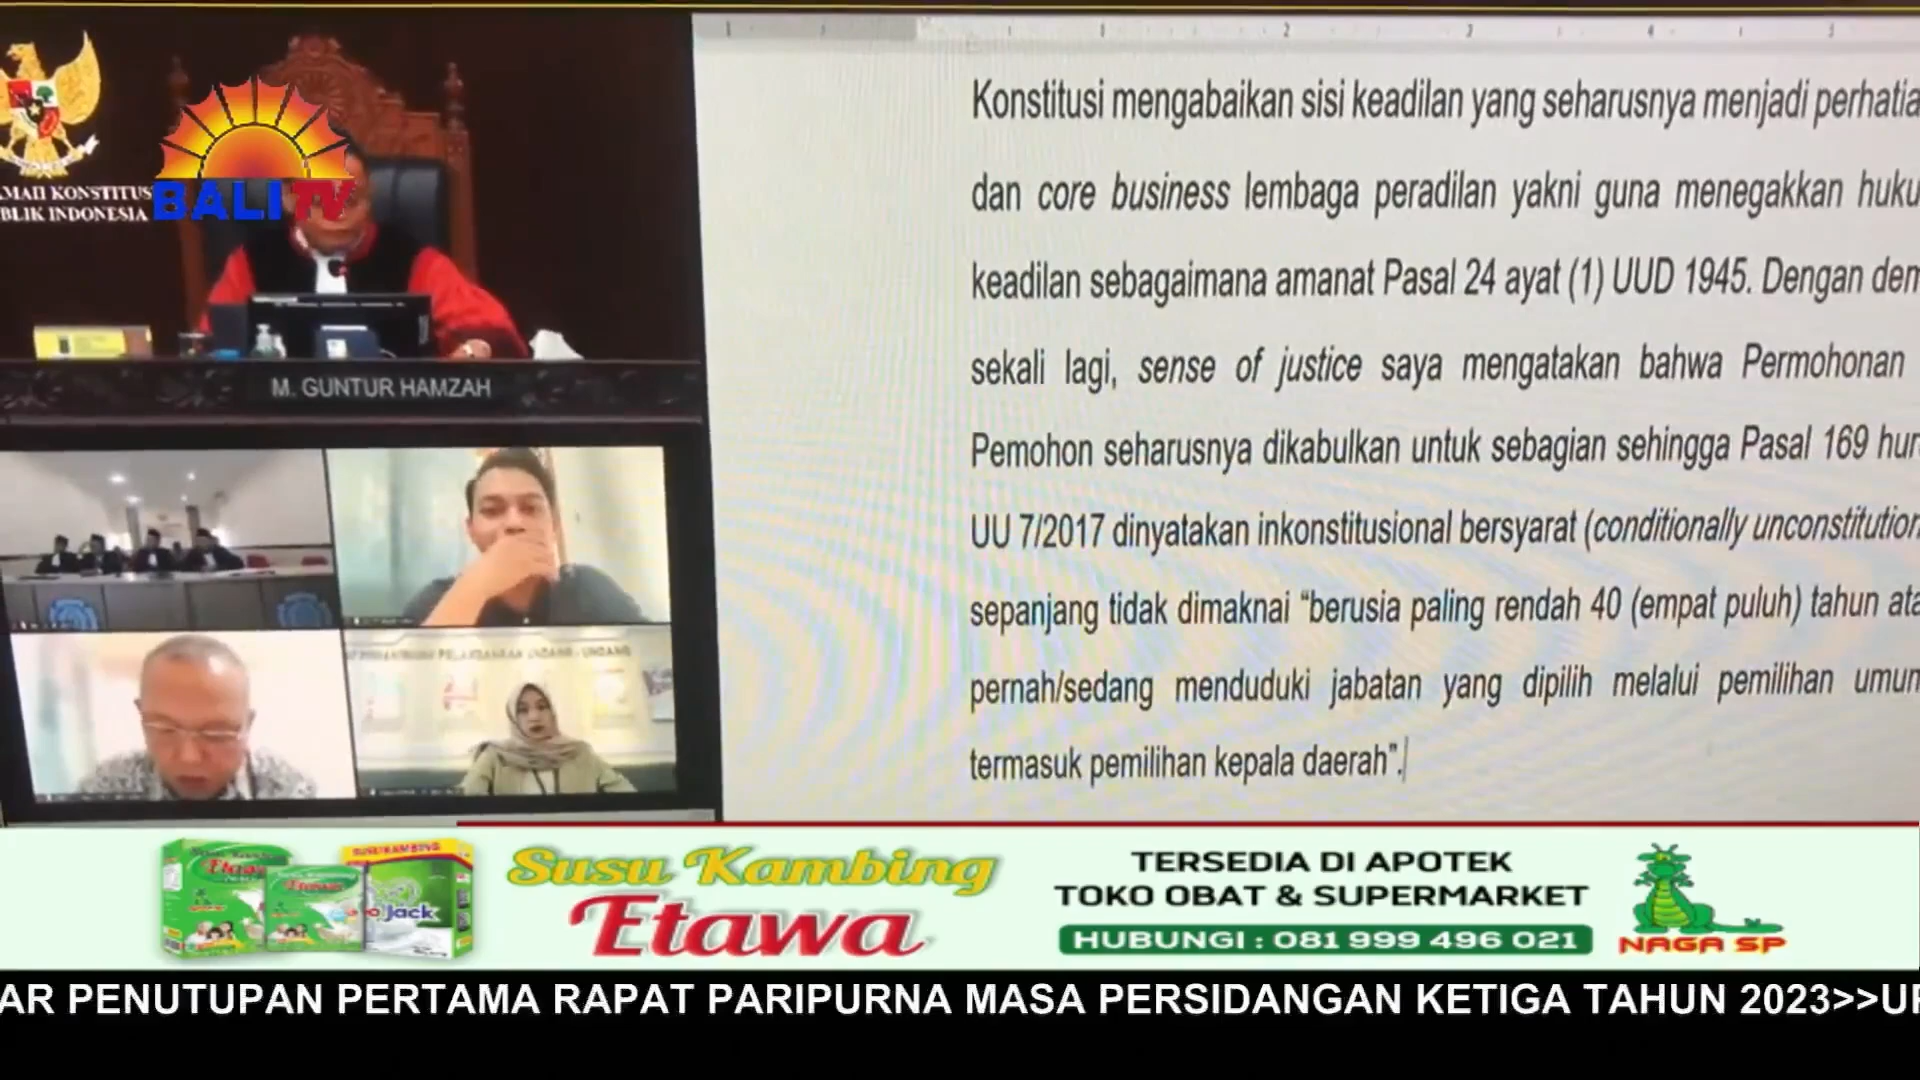 BALI TV
KONSTITUS
BLIK INDONESIA
M. GUNTUR HAMZAH
Konstitusi mengabaikan sisi keadilan yang seharusnya menjadi perhatia
dan core business lembaga peradilan yakni guna menegakkan huku
keadilan sebagaimana amanat Pasal 24 ayat (1) UUD 1945. Dengan dem
sekali lagi, sense of justice saya mengatakan bahwa Permohonan
Pemohon seharusnya dikabulkan untuk sebagian sehingga Pasal 169 hur
UU 7/2017 dinyatakan inkonstitusional bersyarat (conditionally unconstitution
sepanjang tidak dimaknai “berusia paling rendah 40 (empat puluh) tahun ata
pernah/sedang menduduki jabatan yang dipilih melalui pemilihan umum
termasuk pemilihan kepala daerah”.
Susu Kambing
Etawa
TERSEDIA DI APOTEK
TOKO OBAT & SUPERMARKET
HUBUNGI : 081 999 496 021
NAGA SP
AR PENUTUPAN PERTAMA RAPAT PARIPURNA MASA PERSIDANGAN KETIGA TAHUN 2023>>UP